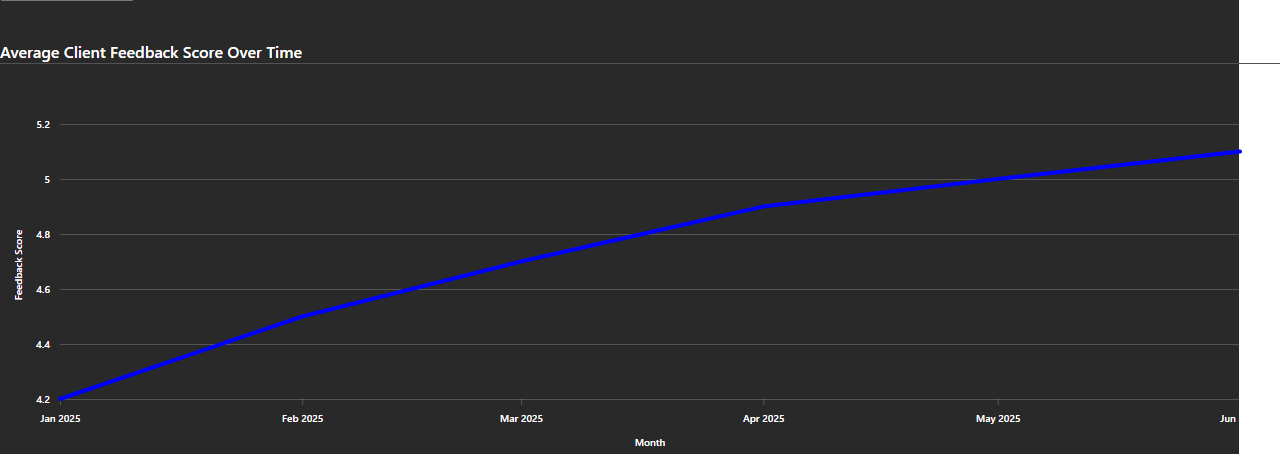 Average Client Feedback Score Over Time
5.2
5
4.8
4.6
4.4
4.2
Feedback Score
Jan 2025 Feb 2025 Mar 2025 Apr 2025 May 2025 Jun
Month